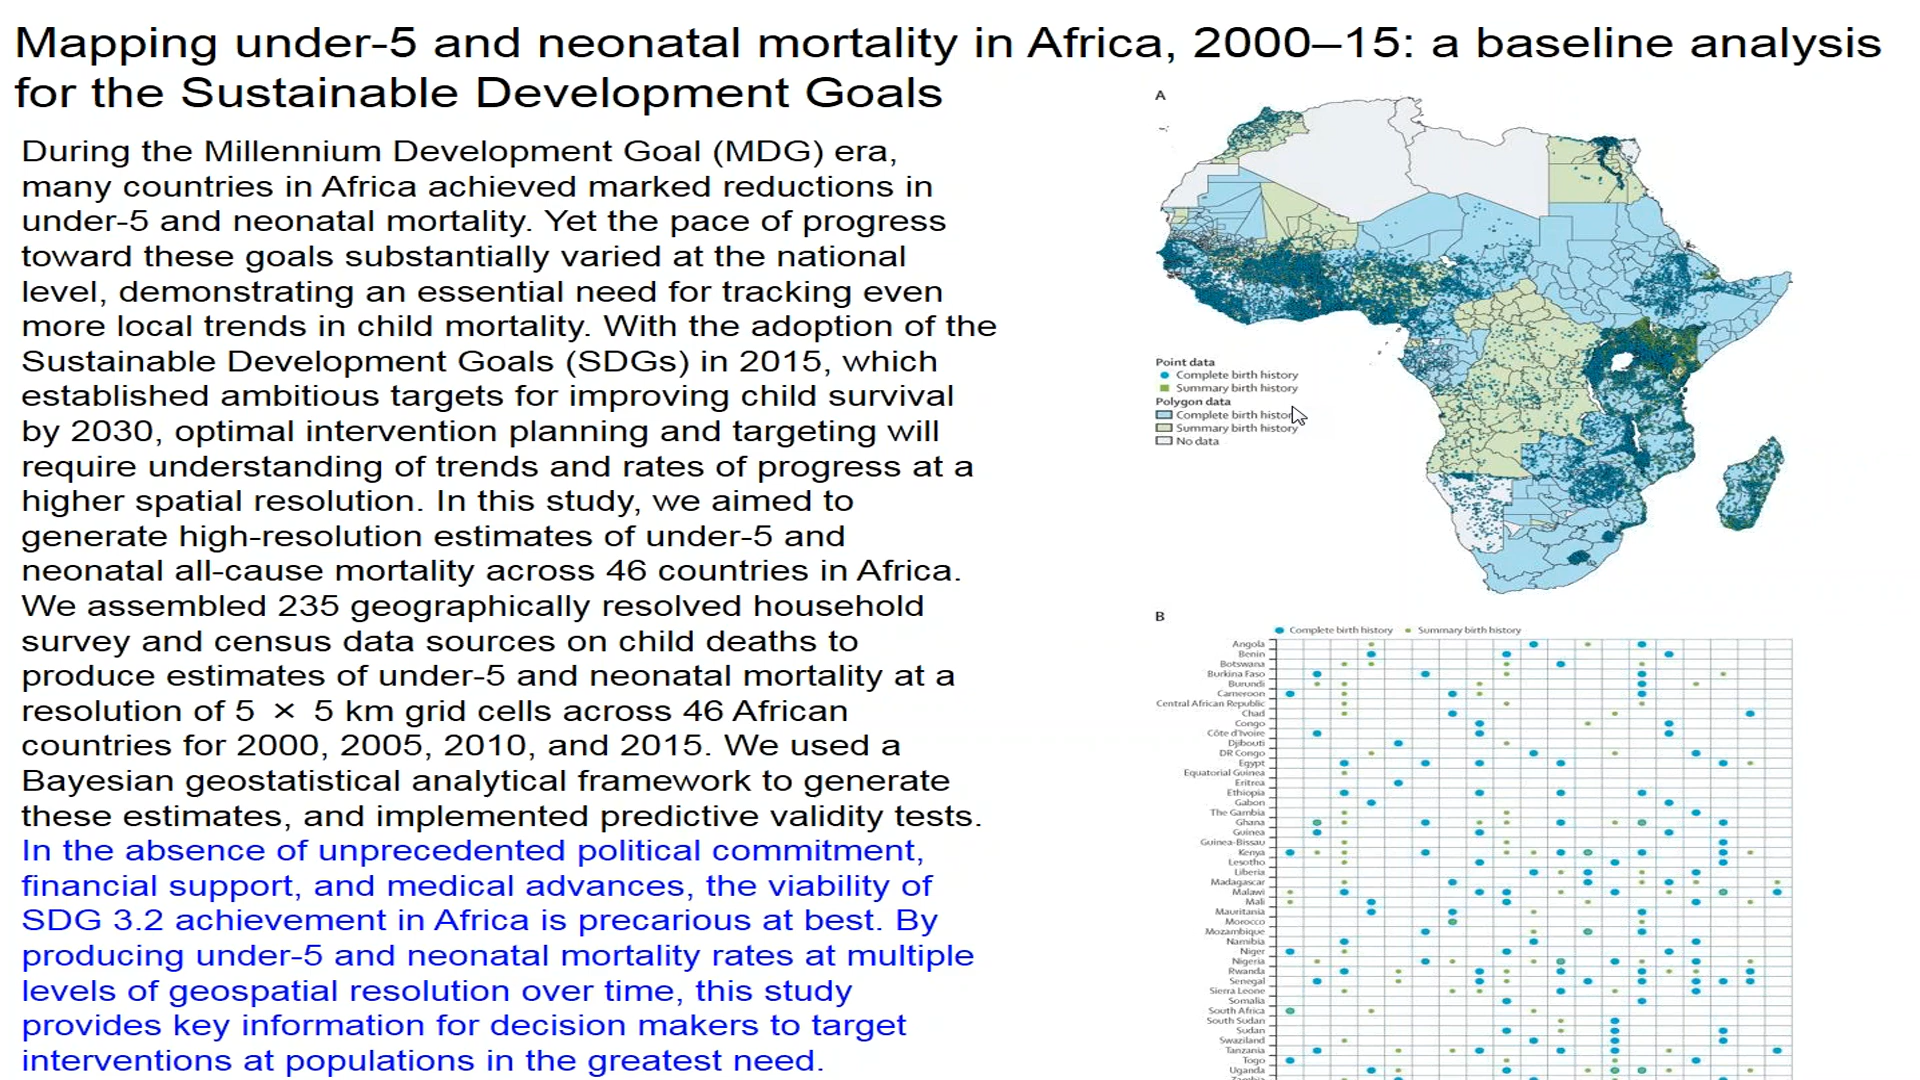 Mapping under-5 and neonatal mortality in Africa, 2000–15: a baseline analysis
for the Sustainable Development Goals
During the Millennium Development Goal (MDG) era,
many countries in Africa achieved marked reductions in
under-5 and neonatal mortality. Yet the pace of progress
toward these goals substantially varied at the national
level, demonstrating an essential need for tracking even
more local trends in child mortality. With the adoption of the
Sustainable Development Goals (SDGs) in 2015, which
established ambitious targets for improving child survival
by 2030, optimal intervention planning and targeting will
require understanding of trends and rates of progress at a
higher spatial resolution. In this study, we aimed to
generate high-resolution estimates of under-5 and
neonatal all-cause mortality across 46 countries in Africa.
We assembled 235 geographically resolved household
survey and census data sources on child deaths to
produce estimates of under-5 and neonatal mortality at a
resolution of 5 × 5 km grid cells across 46 African
countries for 2000, 2005, 2010, and 2015. We used a
Bayesian geostatistical analytical framework to generate
these estimates, and implemented predictive validity tests.
In the absence of unprecedented political commitment,
financial support, and medical advances, the viability of
SDG 3.2 achievement in Africa is precarious at best. By
producing under-5 and neonatal mortality rates at multiple
levels of geospatial resolution over time, this study
provides key information for decision makers to target
interventions at populations in the greatest need.
A
Point data
Complete birth history
Summary birth history
Polygon data
Complete birth history
Summary birth history
No data
B
Complete birth history Summary birth history
Angola
Benin
Botswana
Burkina Faso
Burundi
Cameroon
Central African Republic
Chad
Congo
Côte d'Ivoire
Djibouti
DR Congo
Egypt
Equatorial Guinea
Eritrea
Ethiopia
Gabon
The Gambia
Ghana
Guinea
Guinea-Bissau
Kenya
Lesotho
Liberia
Madagascar
Malawi
Mali
Mauritania
Morocco
Mozambique
Namibia
Niger
Nigeria
Rwanda
Senegal
Sierra Leone
Somalia
South Africa
South Sudan
Sudan
Swaziland
Tanzania
Togo
Uganda
Zambia